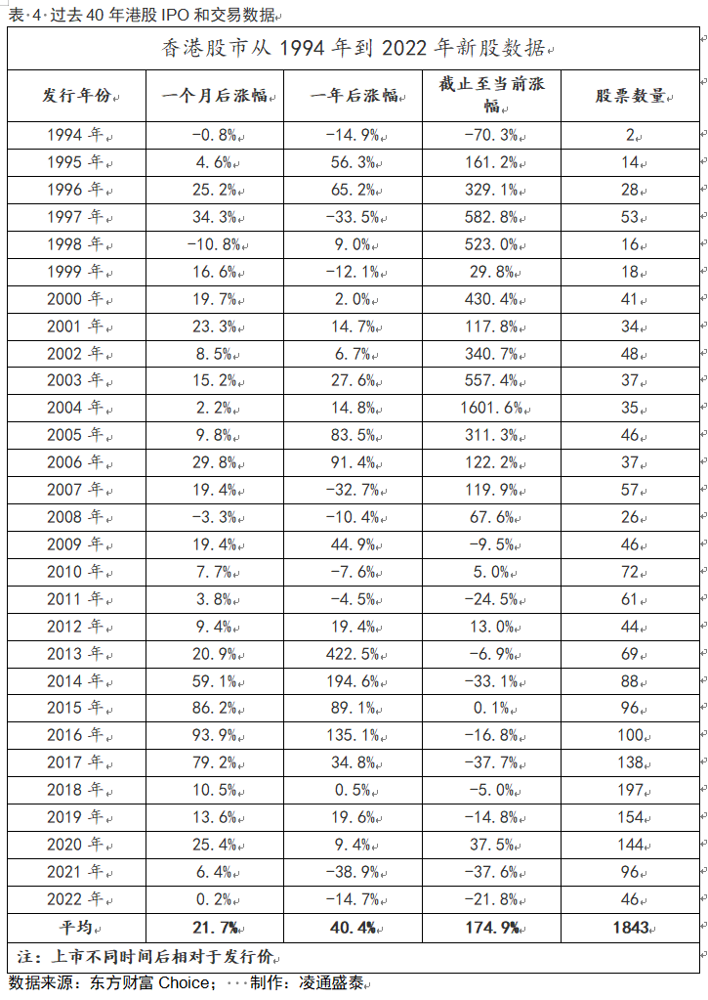 表·4·过去 40 年港股 IPO 和交易数据
香港股市从 1994 年到 2022 年新股数据
发行年份 一个月后涨幅 一年后涨幅 截止至当前涨幅 股票数量
1994 年 -0.8% -14.9% -70.3% 2
1995 年 4.6% 56.3% 161.2% 14
1996 年 25.2% 65.2% 329.1% 28
1997 年 34.3% -33.5% 582.8% 53
1998 年 -10.8% 9.0% 523.0% 16
1999 年 16.6% -12.1% 29.8% 18
2000 年 19.7% 2.0% 430.4% 41
2001 年 23.3% 14.7% 117.8% 34
2002 年 8.5% 6.7% 340.7% 48
2003 年 15.2% 27.6% 557.4% 37
2004 年 2.2% 14.8% 1601.6% 35
2005 年 9.8% 83.5% 311.3% 46
2006 年 29.8% 91.4% 122.2% 37
2007 年 19.4% -32.7% 119.9% 57
2008 年 -3.3% -10.4% 67.6% 26
2009 年 19.4% 44.9% -9.5% 46
2010 年 7.7% -7.6% 5.0% 72
2011 年 3.8% -4.5% -24.5% 61
2012 年 9.4% 19.4% 13.0% 44
2013 年 20.9% 422.5% -6.9% 69
2014 年 59.1% 194.6% -33.1% 88
2015 年 86.2% 89.1% 0.1% 96
2016 年 93.9% 135.1% -16.8% 100
2017 年 79.2% 34.8% -37.7% 138
2018 年 10.5% 0.5% -5.0% 197
2019 年 13.6% 19.6% -14.8% 154
2020 年 25.4% 9.4% 37.5% 144
2021 年 6.4% -38.9% -37.6% 96
2022 年 0.2% -14.7% -21.8% 46
平均 21.7% 40.4% 174.9% 1843
注：上市不同时间后相对于发行价
数据来源：东方财富 Choice；···制作：凌通盛泰